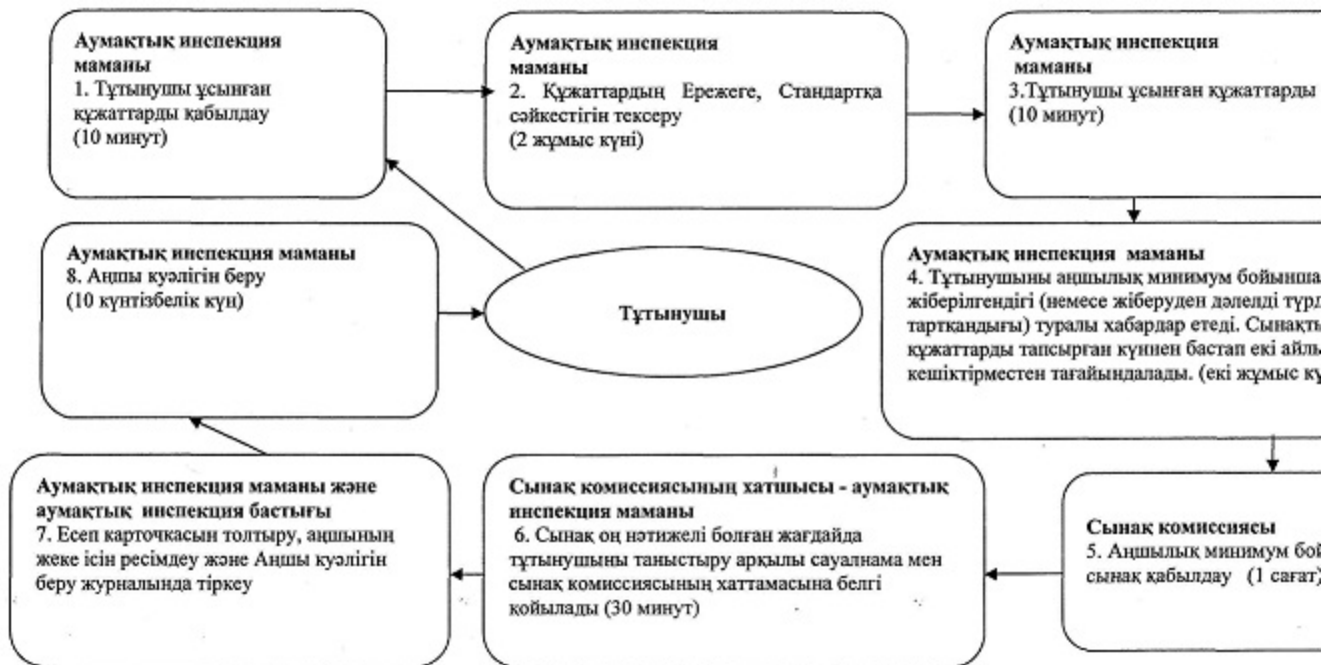 Аумақтық инспекция
маманы
1. Тұтынушы ұсынған
құжаттарды қабылдау
(10 минут)
Аумақтық инспекция
маманы
2. Құжаттардың Ережеге, Стандартқа
сәйкестігін тексеру
(2 жұмыс күні)
Аумақтық инспекция
маманы
3.Тұтынушы ұсынған құжаттарды
(10 минут)
Аумақтық инспекция маманы
4. Тұтынушыны аңшылық минимум бойынша
жіберілгендігі (немесе жіберуден дәлелді түрд
тартқандығы) туралы хабардар етеді. Сынақты
құжаттарды тапсырған күннен бастап екі айлы
кешіктірместен тағайындалады. (екі жұмыс кү
Тұтынушы
Сынақ комиссиясы
5. Аңшылық минимум бой
сынақ қабылдау (1 сағат)
Сынақ комиссиясының хатшысы - аумақтық
инспекция маманы
6. Сынақ оң нәтижелі болған жағдайда
тұтынушыны таныстыру арқылы сауалнама мен
сынақ комиссиясының хаттамасына белгі
қойылады (30 минут)
Аумақтық инспекция маманы және
аумақтық инспекция бастығы
7. Есеп карточкасын толтыру, аңшының
жеке ісін ресімдеу және Аңшы куәлігін
беру журналында тіркеу
Аумақтық инспекция маманы
8. Аңшы куәлігін беру
(10 күнтізбелік күн)